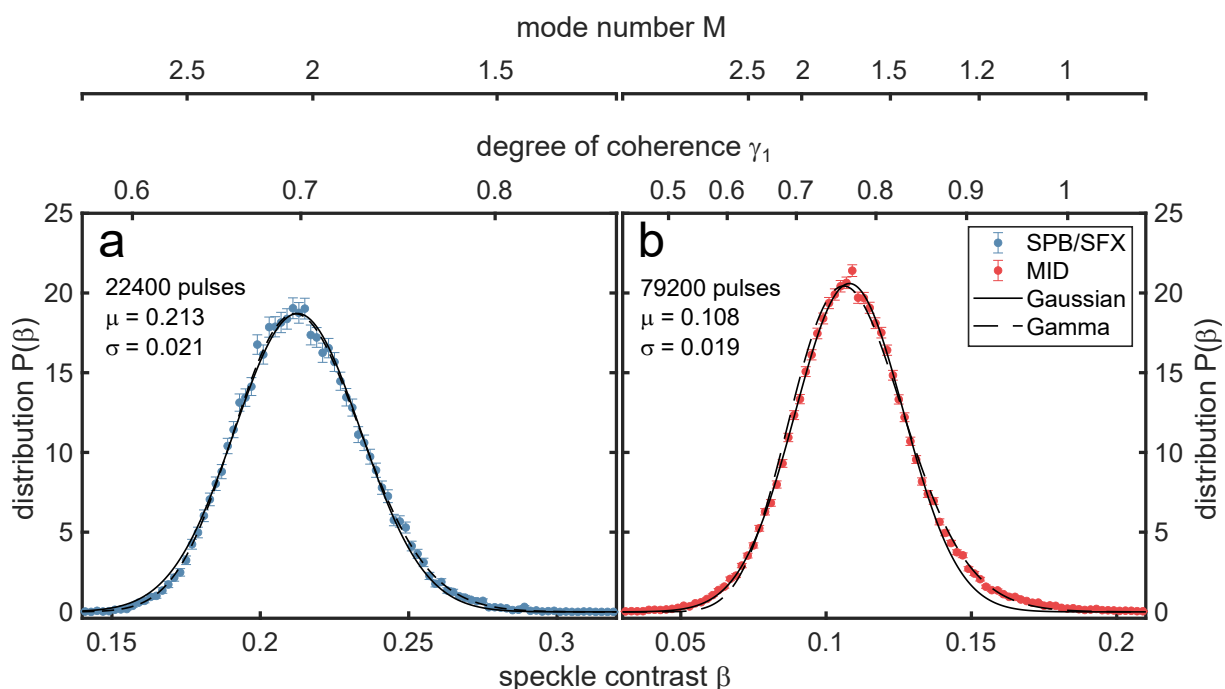 mode number M
2.5 2 1.5 2.5 2 1.5 1.2 1
degree of coherence γ₁
0.6 0.7 0.8 0.5 0.6 0.7 0.8 0.9 1
25 20 15 10 5 0
distribution P(β)
a
22400 pulses
μ = 0.213
σ = 0.021
0.15 0.2 0.25 0.3
b
79200 pulses
μ = 0.108
σ = 0.019
SPB/SFX
MID
Gaussian
Gamma
25 20 15 10 5 0
distribution P(β)
0.05 0.1 0.15 0.2
speckle contrast β